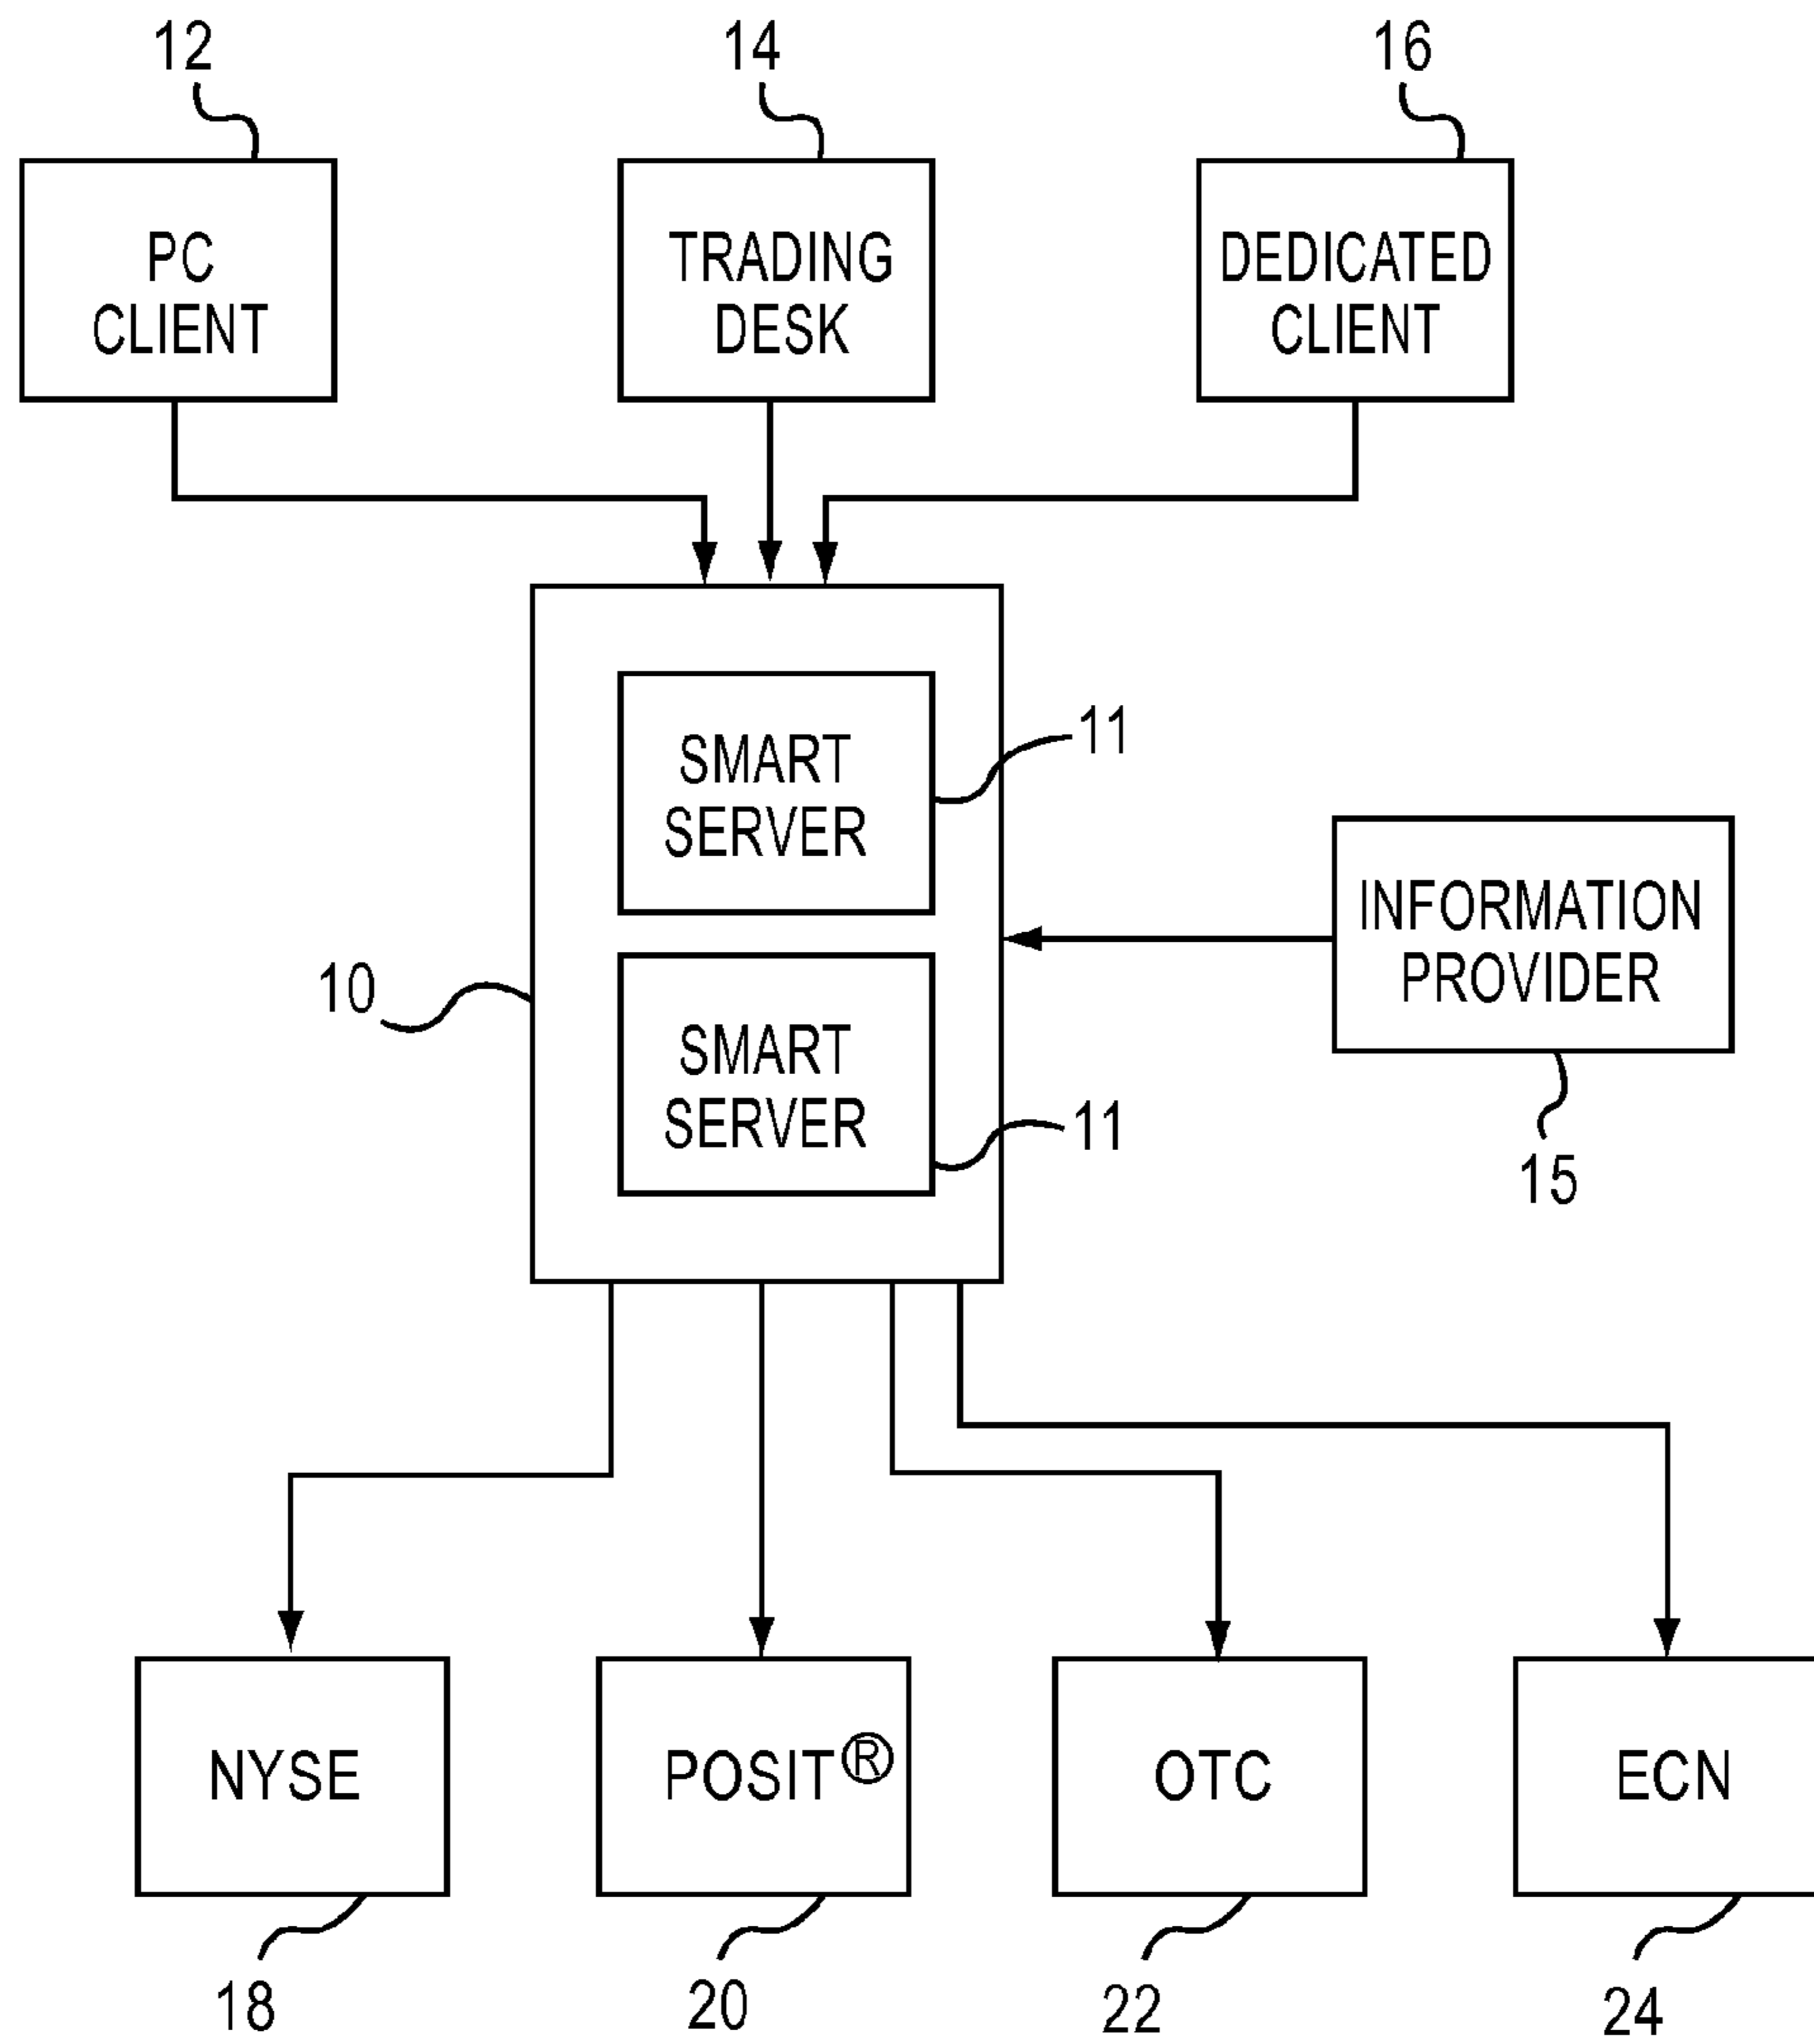 12
14
16
PC
CLIENT
TRADING
DESK
DEDICATED
CLIENT
SMART
SERVER
11
INFORMATION
PROVIDER
15
10
SMART
SERVER
11
NYSE
POSIT®
OTC
ECN
18
20
22
24